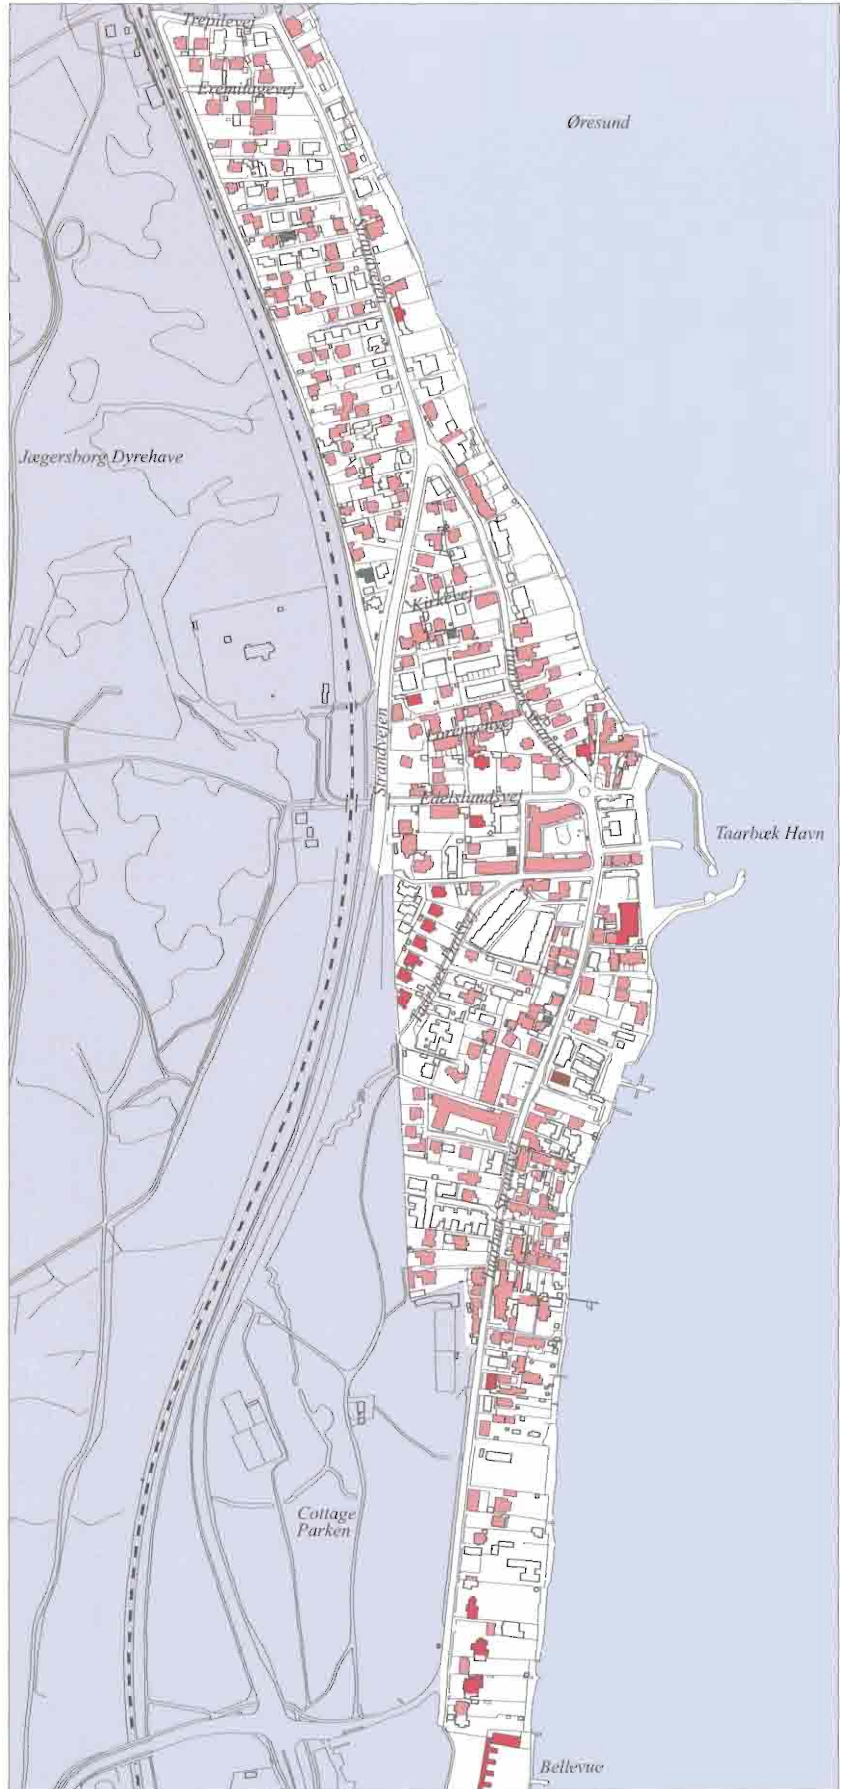 Trepilevej
Eremitagevej
Øresund
Strandvejen
Jægersborg Dyrehave
Kirkevej
Strandvejen
Edelslundsvej
Taarbæk Havn
Cottage
Parken
Bellevue